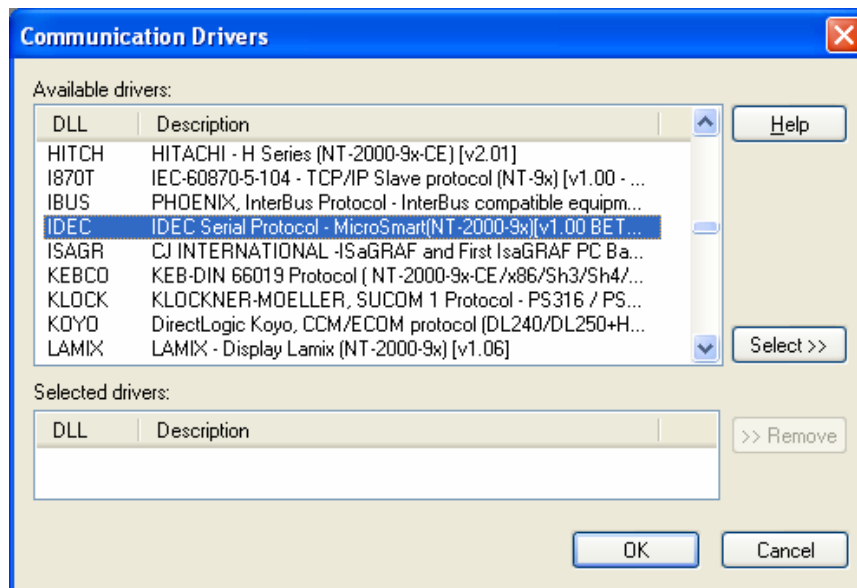 Communication Drivers
Available drivers:
DLL Description
Help
HITCH HITACHI - H Series (NT-2000-9x-CE) [v2.01]
I870T IEC-60870-5-104 - TCP/IP Slave protocol (NT-9x) [v1.00 - ...
IBUS PHOENIX, InterBus Protocol - InterBus compatible equipm...
IDEC IDEC Serial Protocol - MicroSmart(NT-2000-9x)[v1.00 BET...
ISAGR CJ INTERNATIONAL -ISaGRAF and First IsaGRAF PC Ba...
KEBCO KEB-DIN 66019 Protocol ( NT-2000-9x-CE/x86/Sh3/Sh4/...
KLOCK KLOCKNER-MOELLER, SUCOM 1 Protocol - PS316 / PS...
KOYO DirectLogic Koyo, CCM/ECOM protocol (DL240/DL250+H...
LAMIX LAMIX - Display Lamix (NT-2000-9x) [v1.06]
Select >>
Selected drivers:
DLL Description
>> Remove
OK Cancel